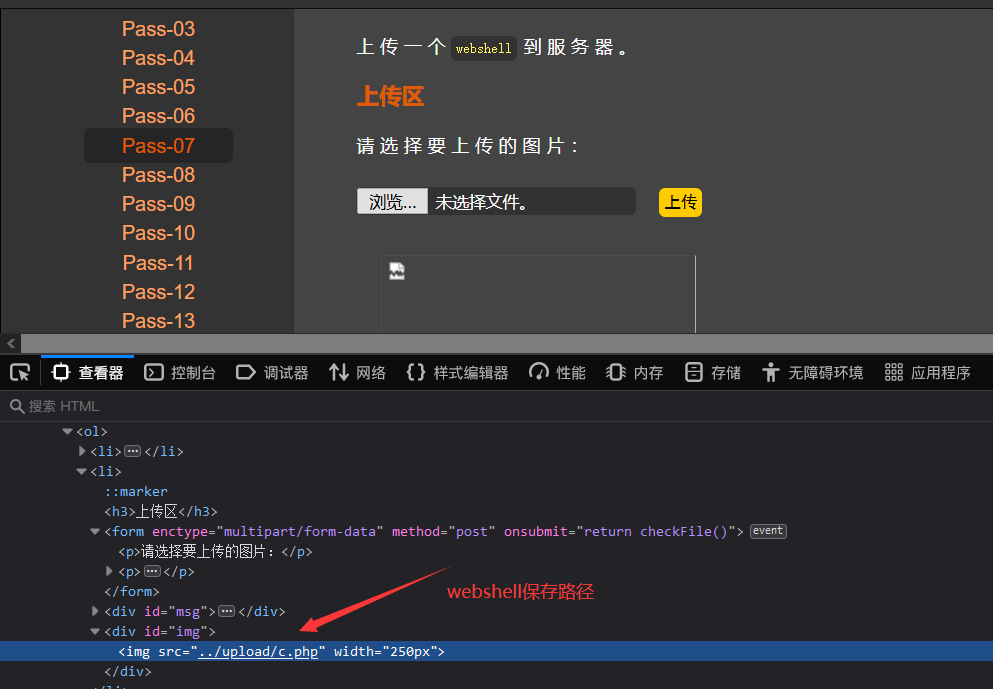 Pass-03
Pass-04
Pass-05
Pass-06
Pass-07
Pass-08
Pass-09
Pass-10
Pass-11
Pass-12
Pass-13
上传一个 webshell 到服务器。
上传区
请选择要上传的图片：
浏览... 未选择文件。 上传
查看器 控制台 调试器 网络 样式编辑器 性能 内存 存储 无障碍环境 应用程序
搜索 HTML
<ol>
<li>···</li>
<li>
::marker
<h3>上传区</h3>
<form enctype="multipart/form-data" method="post" onsubmit="return checkFile()"> event
<p>请选择要上传的图片：</p>
<p>···</p>
</form>
webshell保存路径
<div id="msg">···</div>
<div id="img">
<img src="../upload/c.php" width="250px">
</div>